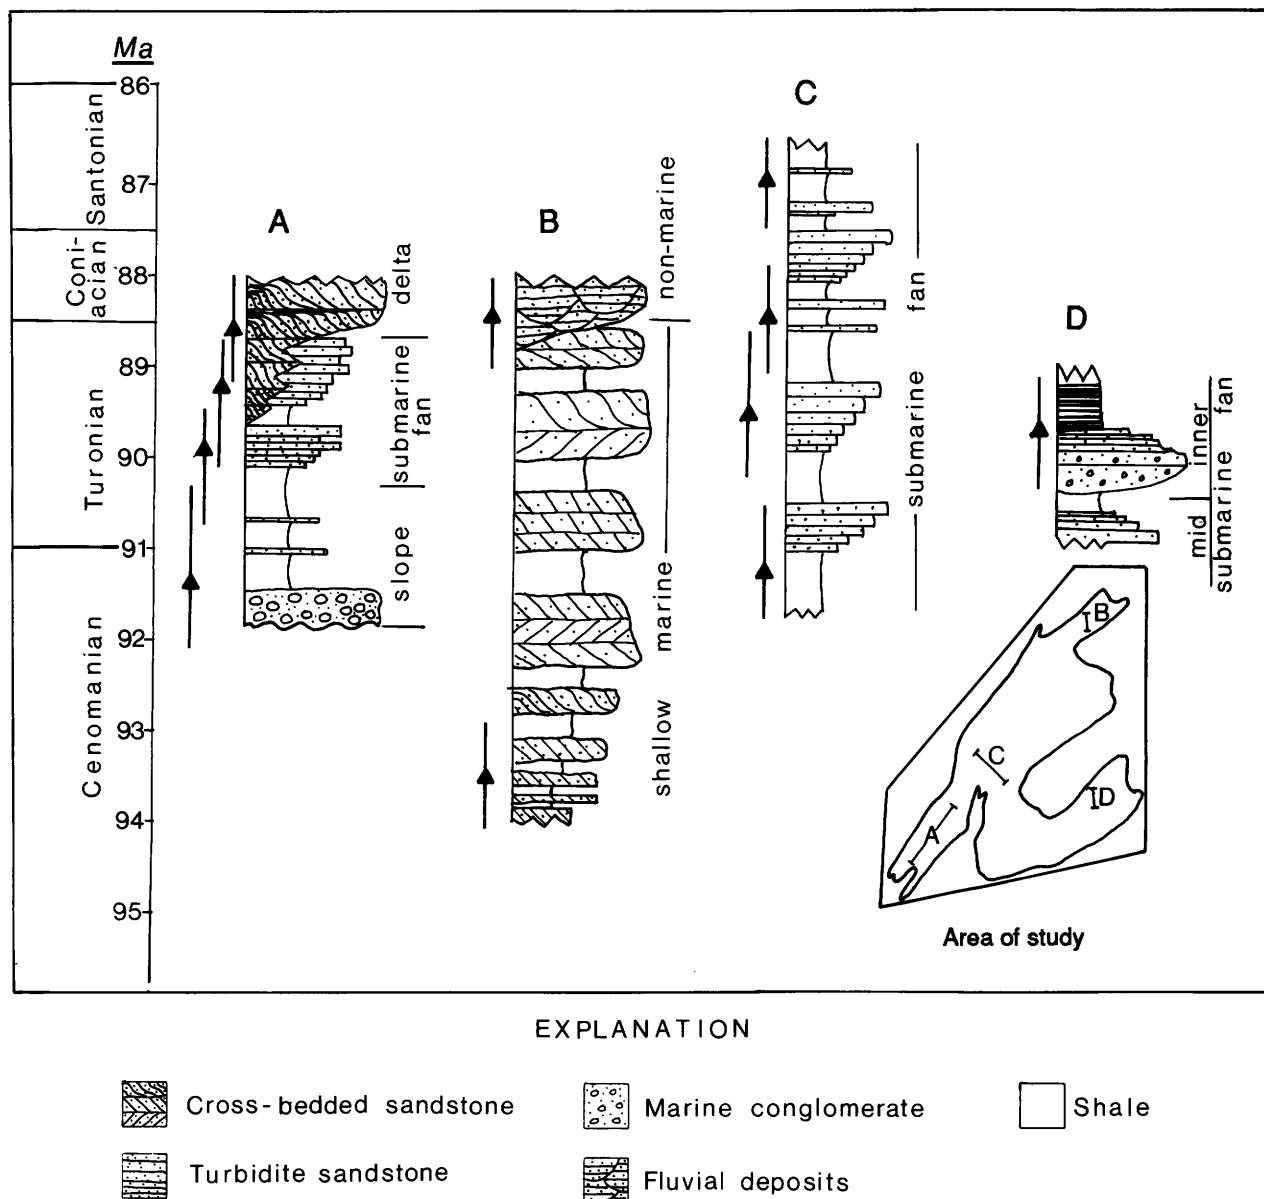 Ma
86
87
88
89
90
91
92
93
94
95
Santonian
Coni-
acian
Turonian
Cenomanian
A
delta
submarine
fan
slope
B
non-marine
marine
shallow
C
fan
submarine
D
inner
fan
mid
submarine
B
C
D
A
Area of study
EXPLANATION
Cross-bedded sandstone
Marine conglomerate
Shale
Turbidite sandstone
Fluvial deposits